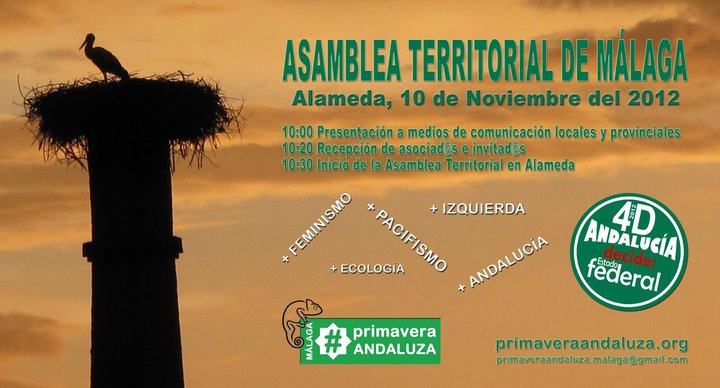 ASAMBLEA TERRITORIAL DE MÁLAGA
Alameda, 10 de Noviembre del 2012
10:00 Presentación a medios de comunicación locales y provinciales
10:20 Recepción de asociad@s e invitad@s
10:30 Inicio de la Asamblea Territorial en Alameda
+ FEMINISMO
+ PACIFISMO
+ IZQUIERDA
+ ECOLOGÍA
+ ANDALUCÍA
4D
2012
ANDALUCÍA
decide:
Estado
federal
MÁLAGA
#
primavera
ANDALUZA
primaveraandaluza.org
primaveraandaluza.malaga@gmail.com